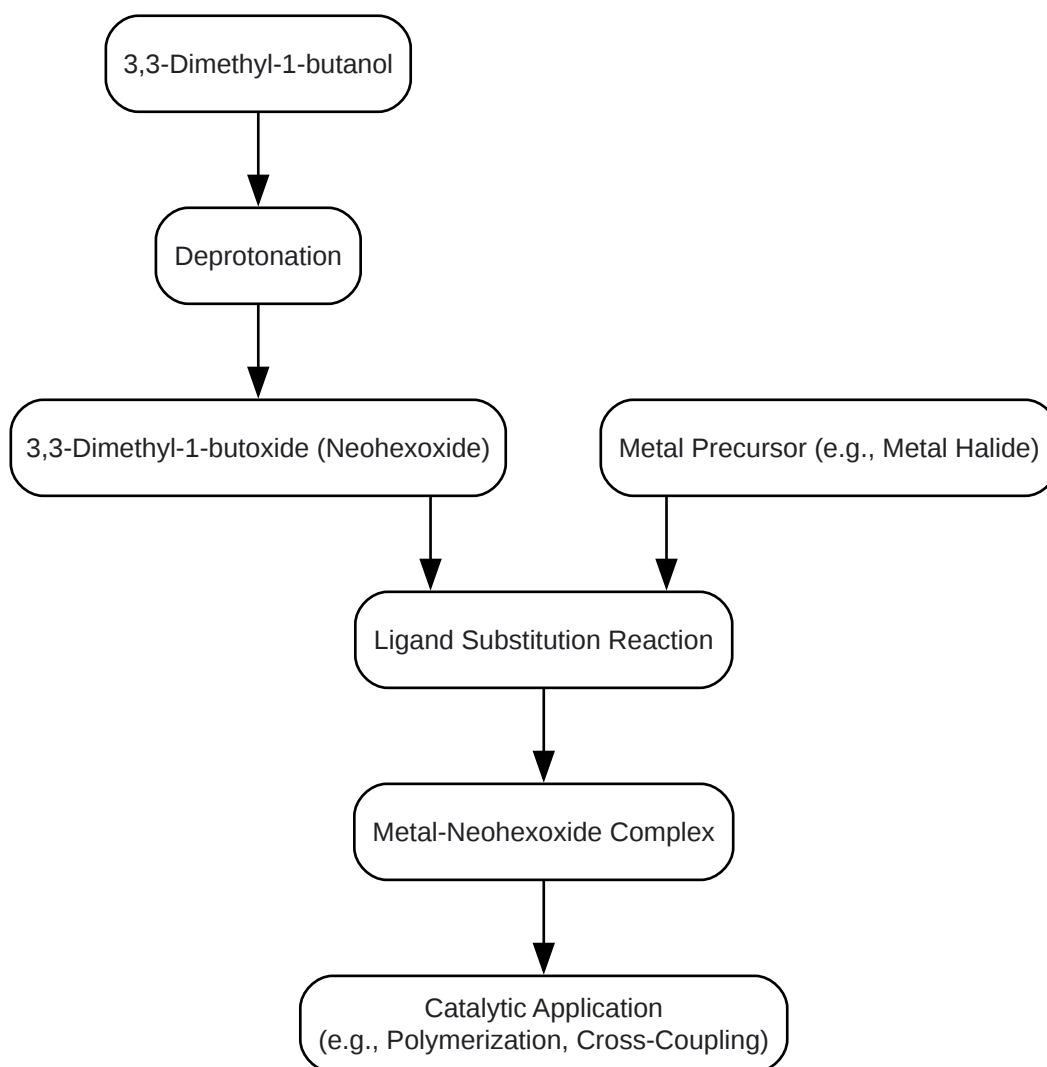 3,3-Dimethyl-1-butanol
Deprotonation
3,3-Dimethyl-1-butoxide (Neohexoxide)
Metal Precursor (e.g., Metal Halide)
Ligand Substitution Reaction
Metal-Neohexoxide Complex
Catalytic Application
(e.g., Polymerization, Cross-Coupling)